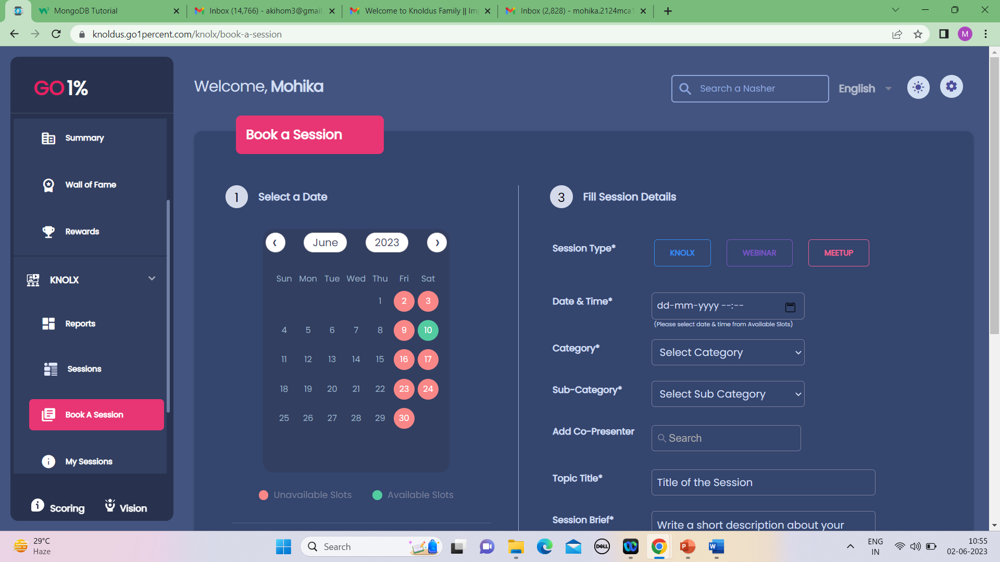 MongoDB Tutorial
Inbox (14,766) - akihom3@gmail.
Welcome to Knoldus Family || Im
Inbox (2,828) - mohika.2124mca1
knoldus.go1percent.com/knolx/book-a-session
M
GO 1%
Welcome, Mohika
Search a Nasher
English
Book a Session
Summary
Wall of Fame
Rewards
KNOLX
Reports
Sessions
Book A Session
My Sessions
Scoring
Vision
1 Select a Date
‹ June 2023 ›
Sun Mon Tue Wed Thu Fri Sat
1 2 3
4 5 6 7 8 9 10
11 12 13 14 15 16 17
18 19 20 21 22 23 24
25 26 27 28 29 30
Unavailable Slots Available Slots
3 Fill Session Details
Session Type* KNOLX WEBINAR MEETUP
Date & Time* dd-mm-yyyy --:--
(Please select date & time from Available Slots)
Category* Select Category
Sub-Category* Select Sub Category
Add Co-Presenter Search
Topic Title* Title of the Session
Session Brief* Write a short description about your
29°C
Haze
Search
DELL
P
W
ENG
IN
10:55
02-06-2023